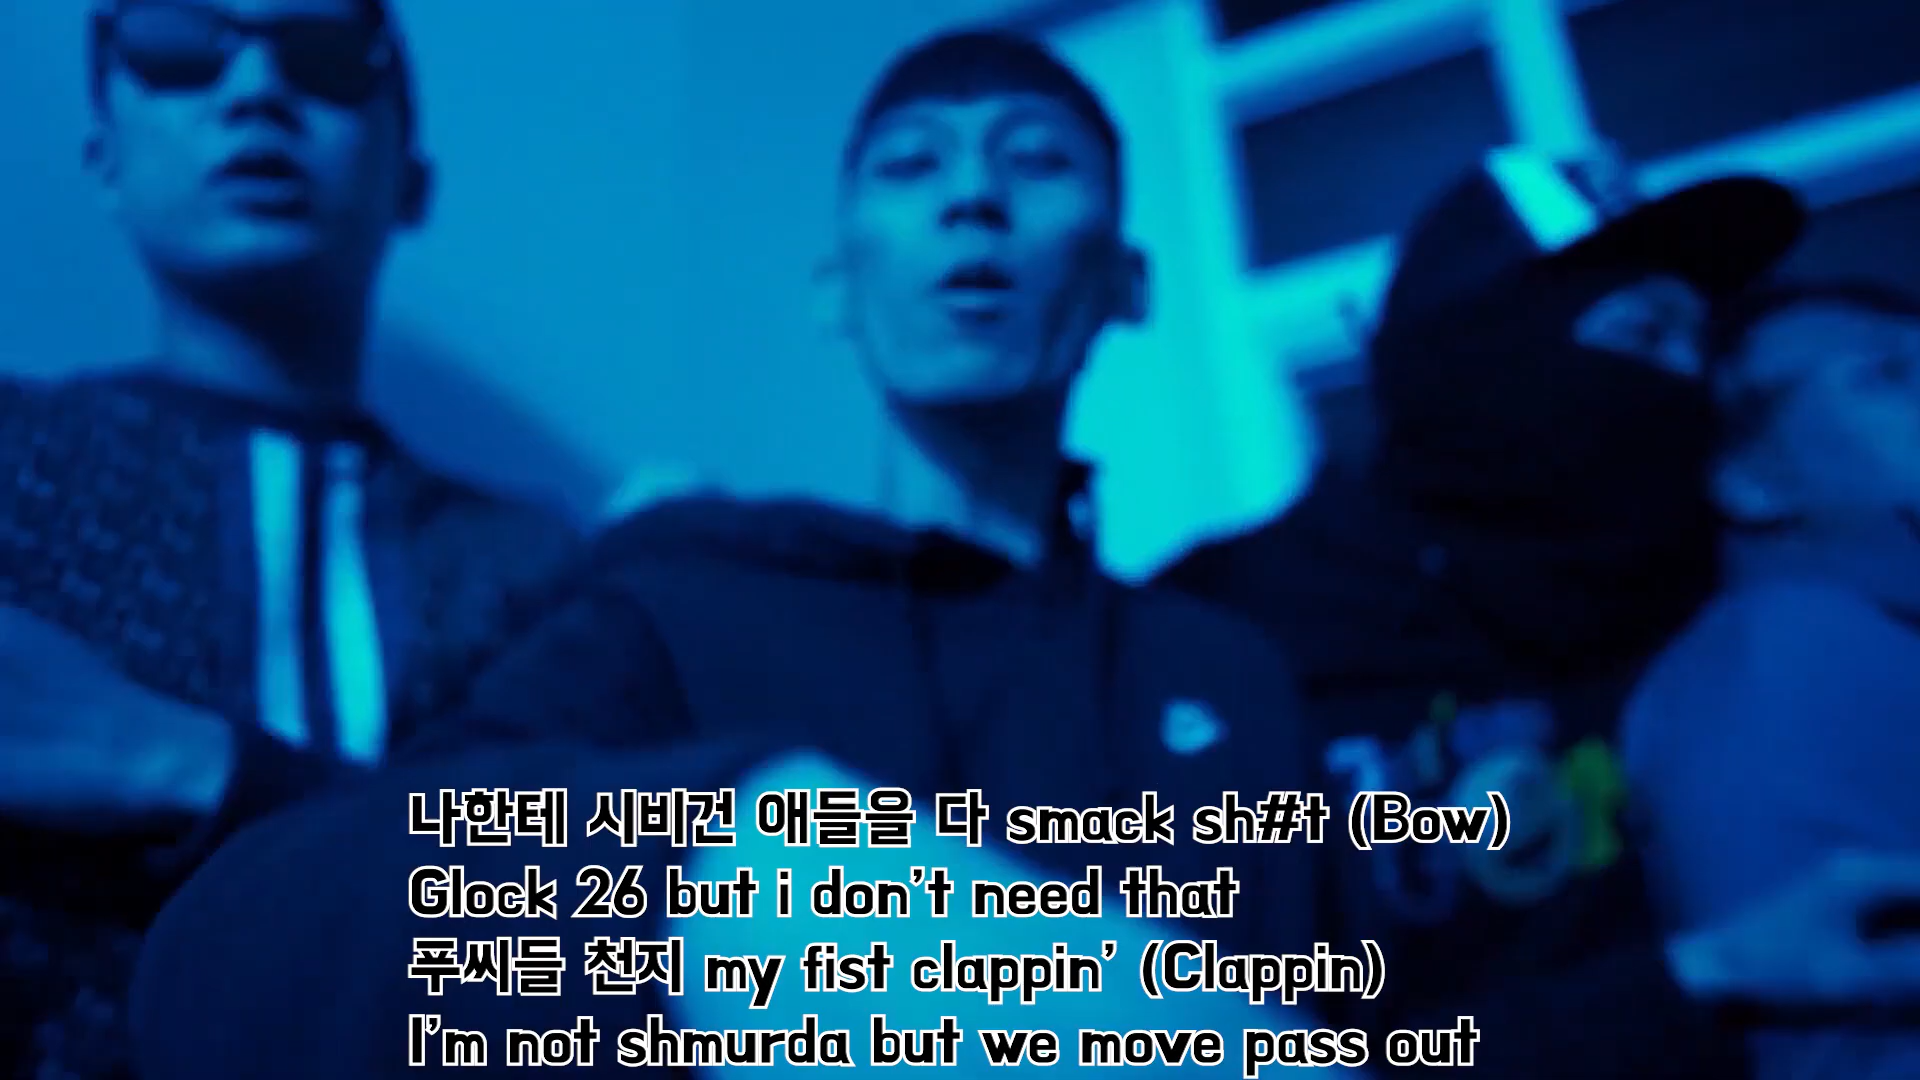 나한테 시비건 애들을 다 smack sh#t (Bow)
Glock 26 but i don't need that
푸씨들 천지 my fist clappin' (Clappin)
I'm not shmurda but we move pass out